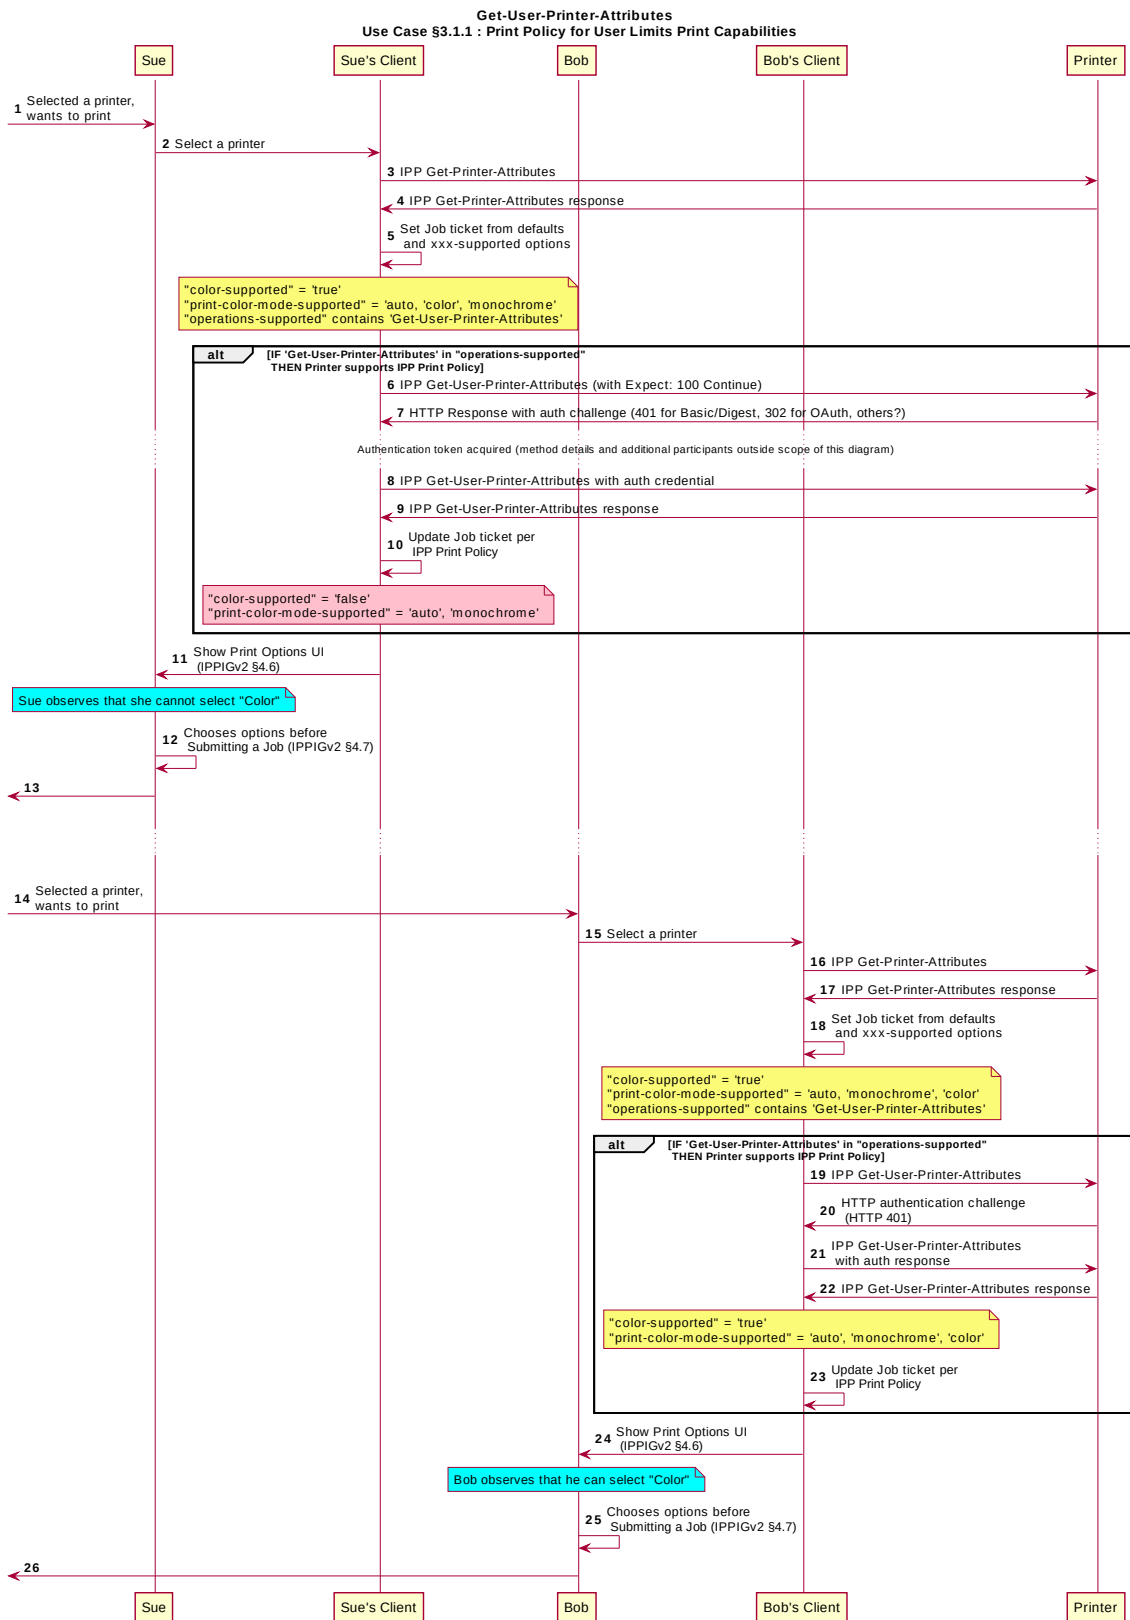 Get-User-Printer-Attributes
Use Case §3.1.1 : Print Policy for User Limits Print Capabilities
Sue
Sue's Client
Bob
Bob's Client
Printer
1 Selected a printer,
wants to print
2 Select a printer
3 IPP Get-Printer-Attributes
4 IPP Get-Printer-Attributes response
5 Set Job ticket from defaults
and xxx-supported options
"color-supported" = 'true'
"print-color-mode-supported" = 'auto, 'color', 'monochrome'
"operations-supported" contains 'Get-User-Printer-Attributes'
alt [IF 'Get-User-Printer-Attributes' in "operations-supported"
THEN Printer supports IPP Print Policy]
6 IPP Get-User-Printer-Attributes (with Expect: 100 Continue)
7 HTTP Response with auth challenge (401 for Basic/Digest, 302 for OAuth, others?)
Authentication token acquired (method details and additional participants outside scope of this diagram)
8 IPP Get-User-Printer-Attributes with auth credential
9 IPP Get-User-Printer-Attributes response
10 Update Job ticket per
IPP Print Policy
"color-supported" = 'false'
"print-color-mode-supported" = 'auto', 'monochrome'
11 Show Print Options UI
(IPPIGv2 §4.6)
Sue observes that she cannot select "Color"
12 Chooses options before
Submitting a Job (IPPIGv2 §4.7)
13
14 Selected a printer,
wants to print
15 Select a printer
16 IPP Get-Printer-Attributes
17 IPP Get-Printer-Attributes response
18 Set Job ticket from defaults
and xxx-supported options
"color-supported" = 'true'
"print-color-mode-supported" = 'auto, 'monochrome', 'color'
"operations-supported" contains 'Get-User-Printer-Attributes'
alt [IF 'Get-User-Printer-Attributes' in "operations-supported"
THEN Printer supports IPP Print Policy]
19 IPP Get-User-Printer-Attributes
20 HTTP authentication challenge
(HTTP 401)
21 IPP Get-User-Printer-Attributes
with auth response
22 IPP Get-User-Printer-Attributes response
"color-supported" = 'true'
"print-color-mode-supported" = 'auto', 'monochrome', 'color'
23 Update Job ticket per
IPP Print Policy
24 Show Print Options UI
(IPPIGv2 §4.6)
Bob observes that he can select "Color"
25 Chooses options before
Submitting a Job (IPPIGv2 §4.7)
26
Sue
Sue's Client
Bob
Bob's Client
Printer